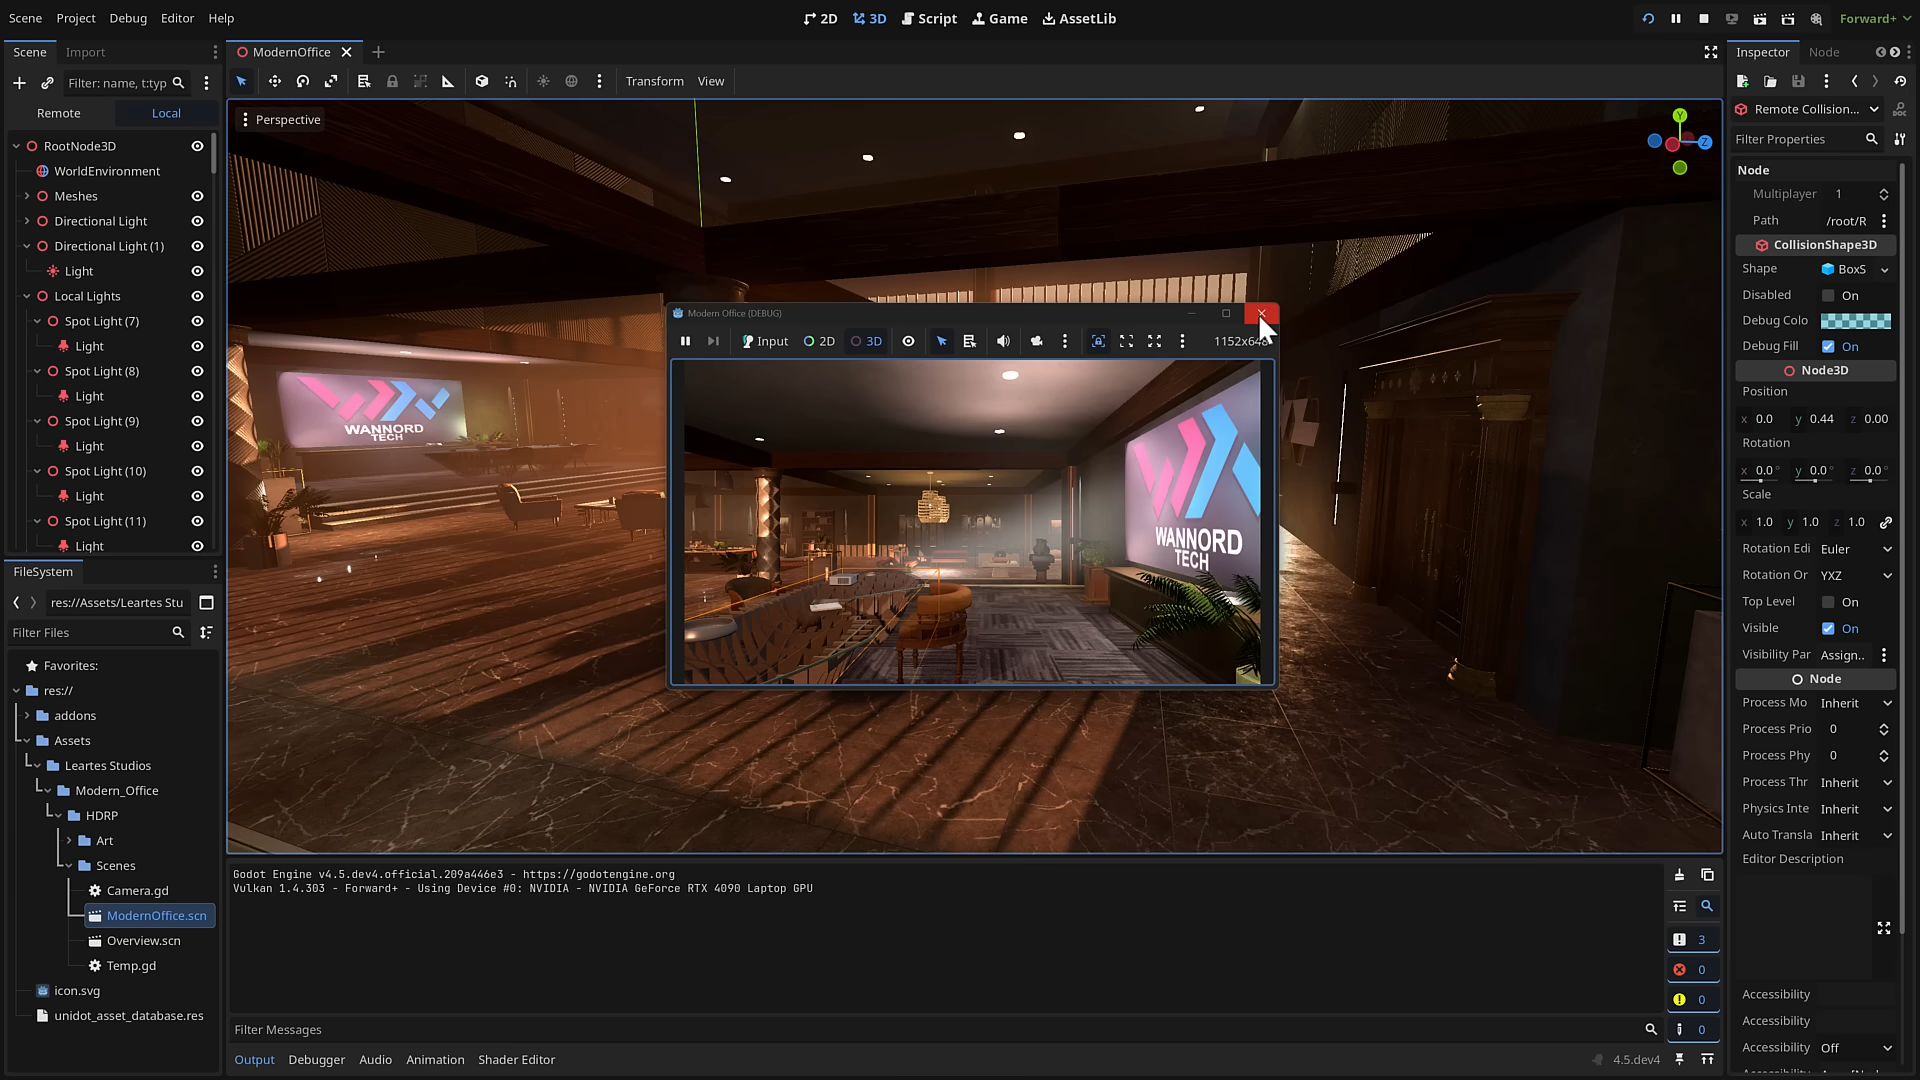 Scene Project Debug Editor Help
2D 3D Script Game AssetLib
Forward+
Scene Import
Filter: name, t:typ
Remote Local
RootNode3D
WorldEnvironment
Meshes
Directional Light
Directional Light (1)
Light
Local Lights
Spot Light (7)
Light
Spot Light (8)
Light
Spot Light (9)
Light
Spot Light (10)
Light
Spot Light (11)
Light
FileSystem
res://Assets/Leartes Stu
Filter Files
Favorites:
res://
addons
Assets
Leartes Studios
Modern_Office
HDRP
Art
Scenes
Camera.gd
ModernOffice.scn
Overview.scn
Temp.gd
icon.svg
unidot_asset_database.res
ModernOffice
Transform View
Perspective
Y
Z
WANNORD
TECH
Modern Office (DEBUG)
Input 2D 3D 1152x648
WANNORD
TECH
Godot Engine v4.5.dev4.official.209a446e3 - https://godotengine.org
Vulkan 1.4.303 - Forward+ - Using Device #0: NVIDIA - NVIDIA GeForce RTX 4090 Laptop GPU
3
0
0
0
Filter Messages
Output Debugger Audio Animation Shader Editor
4.5.dev4
Inspector Node
Remote Collision...
DOC
Filter Properties
Node
Multiplayer 1
Path /root/R
CollisionShape3D
Shape BoxS
Disabled On
Debug Colo
Debug Fill On
Node3D
Position
x 0.0 y 0.44 z 0.00
Rotation
x 0.0° y 0.0° z 0.0°
Scale
x 1.0 y 1.0 z 1.0
Rotation Edi Euler
Rotation Or YXZ
Top Level On
Visible On
Visibility Par Assign..
Node
Process Mo Inherit
Process Prio 0
Process Phy 0
Process Thr Inherit
Physics Inte Inherit
Auto Transla Inherit
Editor Description
Accessibility
Accessibility
Accessibility Off